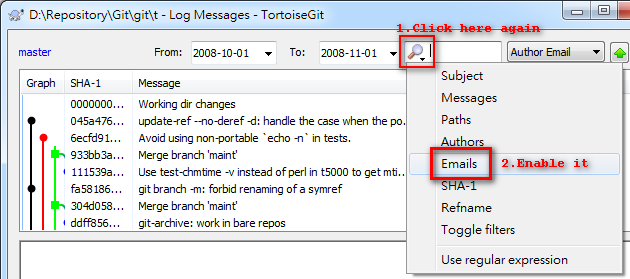 D:\Repository\Git\git\t - Log Messages - TortoiseGit
1.Click here again
master
From: 2008-10-01
To: 2008-11-01
Author Email
Graph SHA-1 Message
0000000... Working dir changes
045a476... update-ref --no-deref -d: handle the case when the po...
6ecfd91... Avoid using non-portable `echo -n` in tests.
933bb3a... Merge branch 'maint'
111539a... Use test-chmtime -v instead of perl in t5000 to get mti...
fa58186... git branch -m: forbid renaming of a symref
304d058... Merge branch 'maint'
ddff856... git-archive: work in bare repos
Subject
Messages
Paths
Authors
Emails
2.Enable it
SHA-1
Refname
Toggle filters
Use regular expression